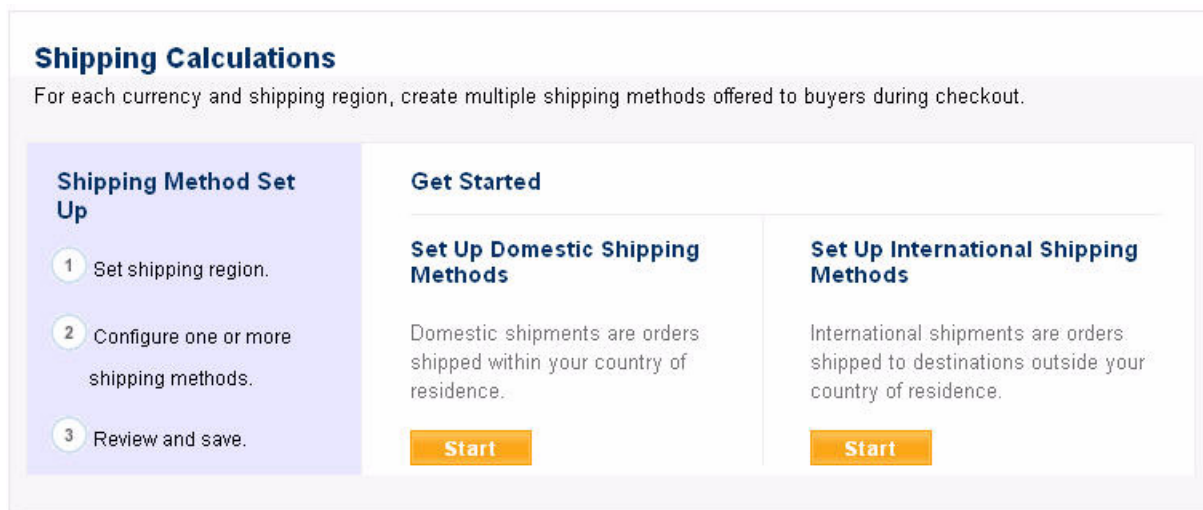 Shipping Calculations
For each currency and shipping region, create multiple shipping methods offered to buyers during checkout.
Shipping Method Set
Up
1 Set shipping region.
2 Configure one or more
shipping methods.
3 Review and save.
Get Started
Set Up Domestic Shipping
Methods
Domestic shipments are orders
shipped within your country of
residence.
Start
Set Up International Shipping
Methods
International shipments are orders
shipped to destinations outside your
country of residence.
Start